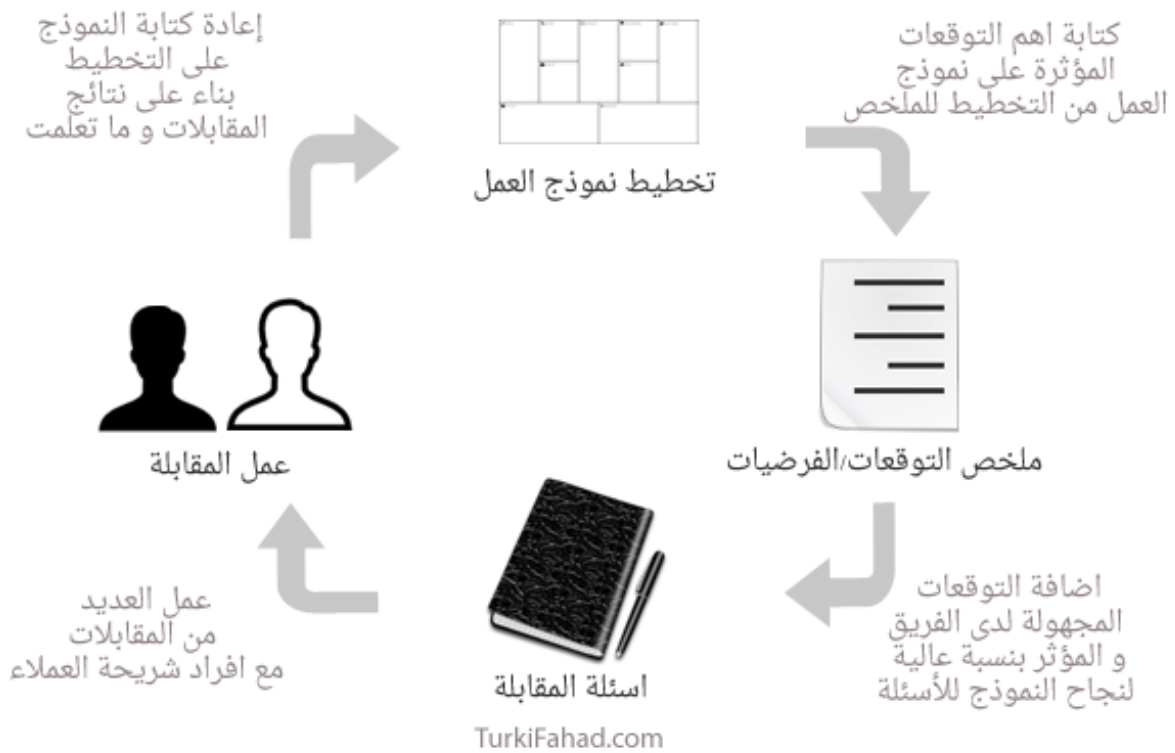 إعادة كتابة النموذج
على التخطيط
بناء على نتائج
المقابلات و ما تعلمت
كتابة اهم التوقعات
المؤثرة على نموذج
العمل من التخطيط للملخص
تخطيط نموذج العمل
ملخص التوقعات/الفرضيات
عمل المقابلة
اضافة التوقعات
المجهولة لدى الفريق
و المؤثر بنسبة عالية
لنجاح النموذج للأسئلة
اسئلة المقابلة
عمل العديد
من المقابلات
مع افراد شريحة العملاء
TurkiFahad.com